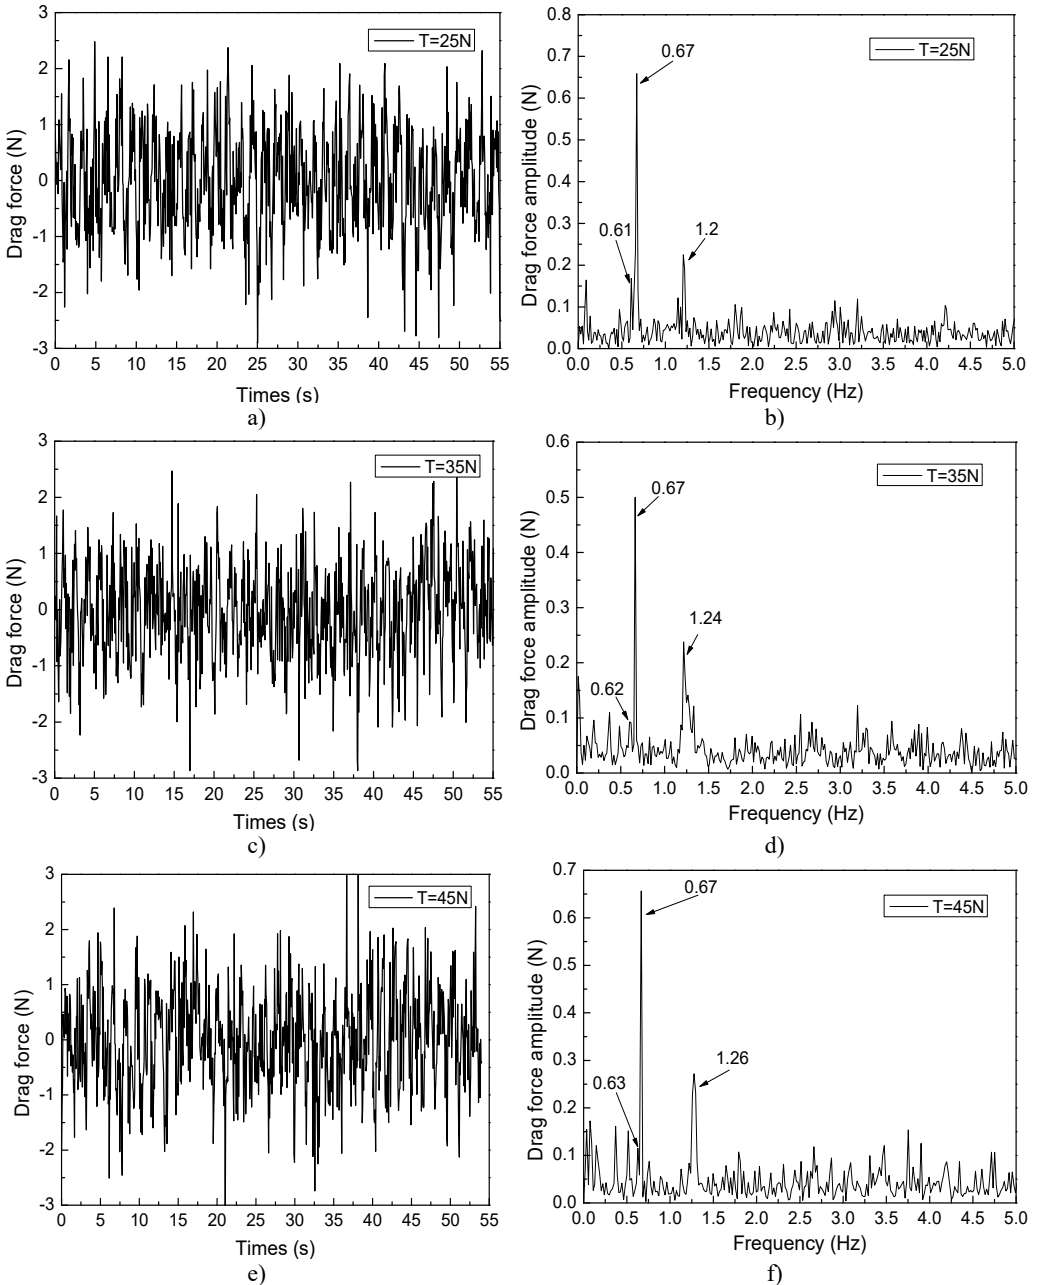 T=25N
3
2
1
0
-1
-2
-3
Drag force (N)
0 5 10 15 20 25 30 35 40 45 50 55
Times (s)
a)
T=25N
0.67
0.61
1.2
0.8
0.7
0.6
0.5
0.4
0.3
0.2
0.1
0.0
Drag force amplitude (N)
0.0 0.5 1.0 1.5 2.0 2.5 3.0 3.5 4.0 4.5 5.0
Frequency (Hz)
b)
T=35N
3
2
1
0
-1
-2
-3
Drag force (N)
0 5 10 15 20 25 30 35 40 45 50 55
Times (s)
c)
T=35N
0.67
1.24
0.62
0.6
0.5
0.4
0.3
0.2
0.1
0.0
Drag force amplitude (N)
0.0 0.5 1.0 1.5 2.0 2.5 3.0 3.5 4.0 4.5 5.0
Frequency (Hz)
d)
T=45N
3
2
1
0
-1
-2
-3
Drag force (N)
0 5 10 15 20 25 30 35 40 45 50 55
Times (s)
e)
T=45N
0.67
1.26
0.63
0.7
0.6
0.5
0.4
0.3
0.2
0.1
0.0
Drag force amplitude (N)
0.0 0.5 1.0 1.5 2.0 2.5 3.0 3.5 4.0 4.5 5.0
Frequency (Hz)
f)